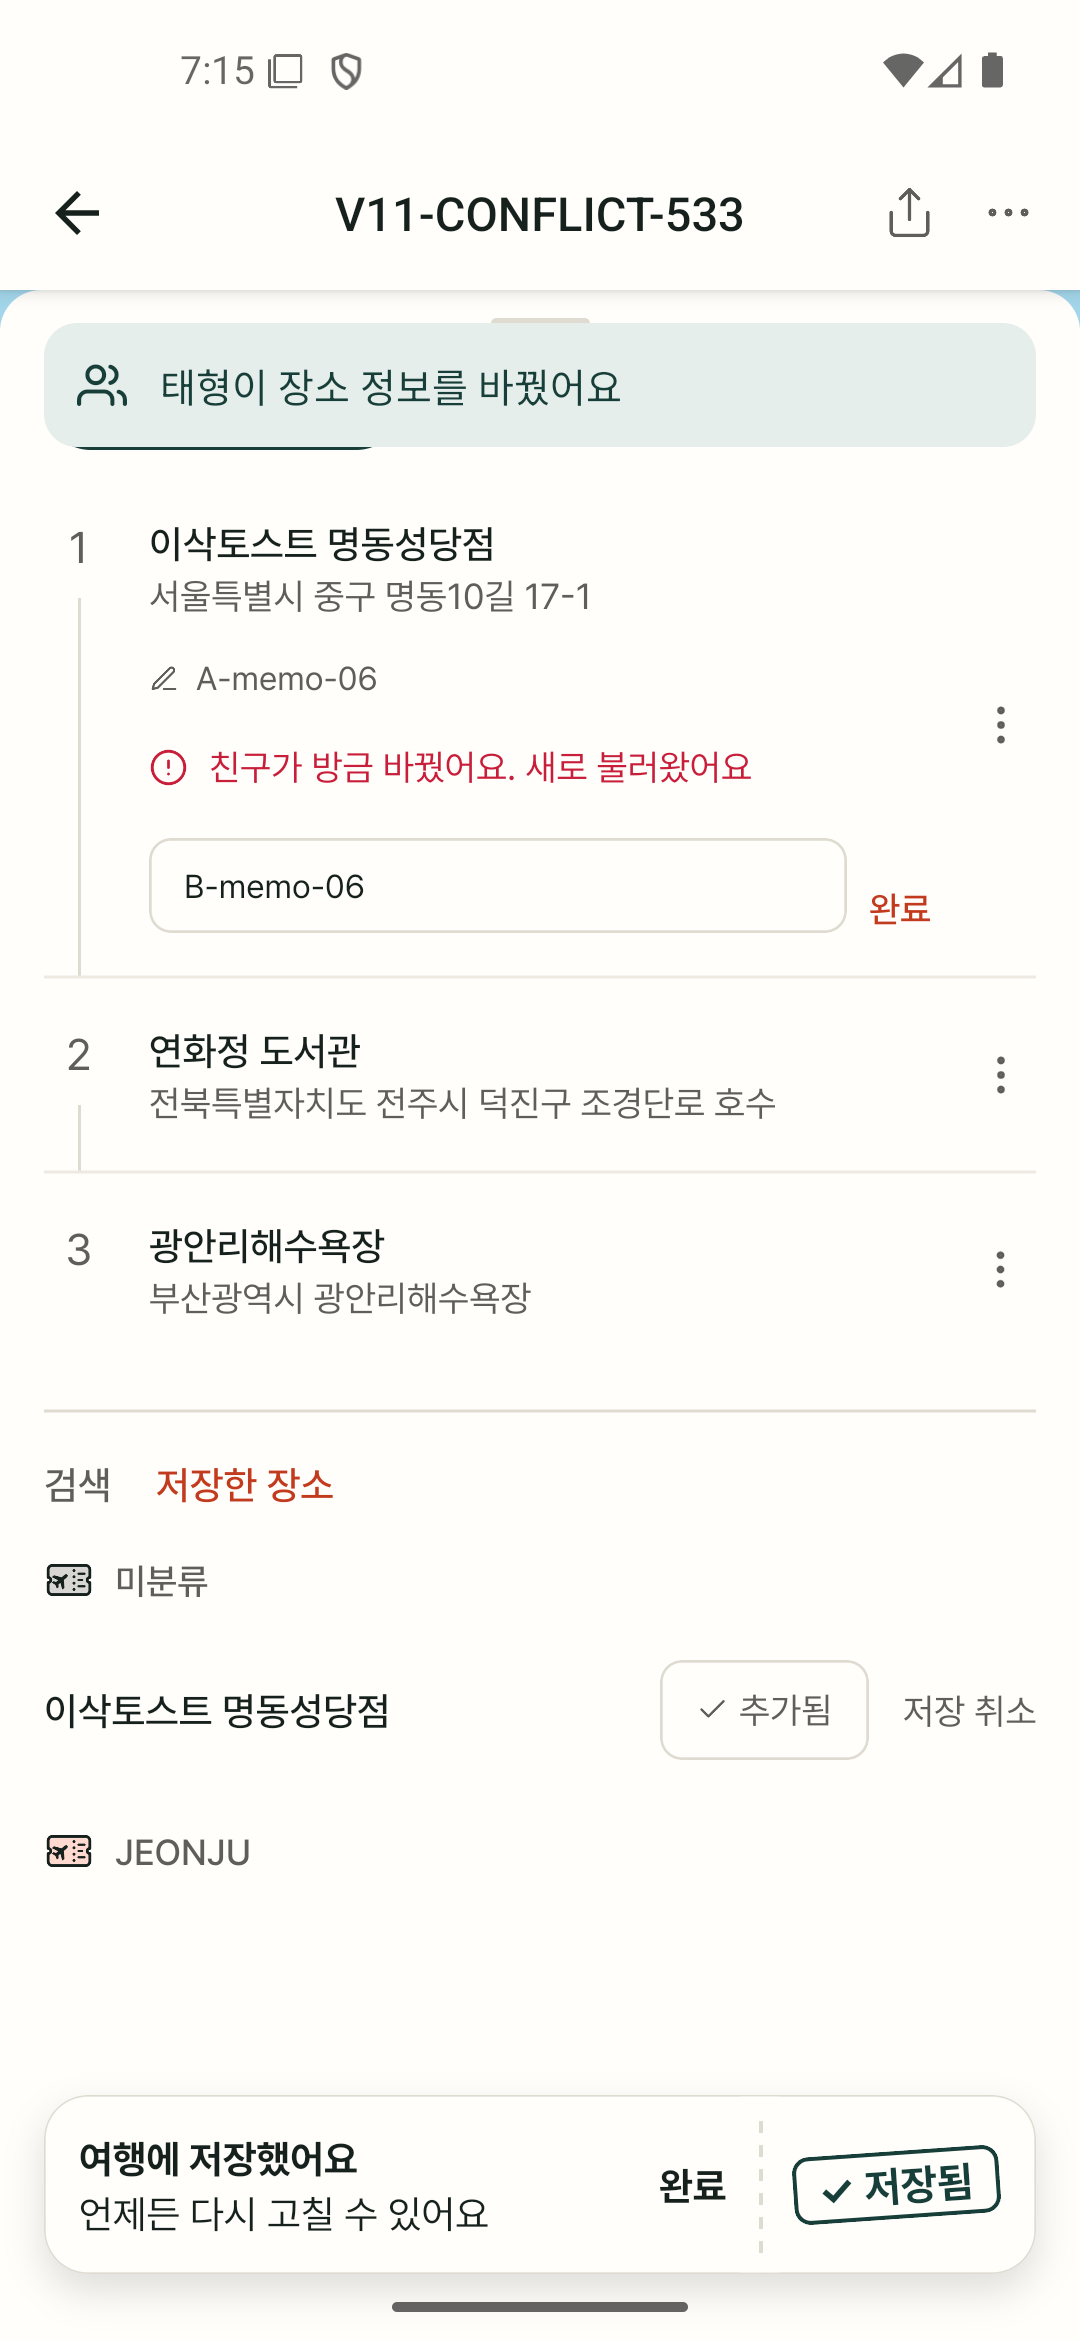 7:15
V11-CONFLICT-533
태형이 장소 정보를 바꿨어요
1
이삭토스트 명동성당점
서울특별시 중구 명동10길 17-1
A-memo-06
친구가 방금 바꿨어요. 새로 불러왔어요
B-memo-06
완료
2
연화정 도서관
전북특별자치도 전주시 덕진구 조경단로 호수
3
광안리해수욕장
부산광역시 광안리해수욕장
검색 저장한 장소
미분류
이삭토스트 명동성당점 추가됨 저장 취소
JEONJU
여행에 저장했어요
언제든 다시 고칠 수 있어요
완료
저장됨